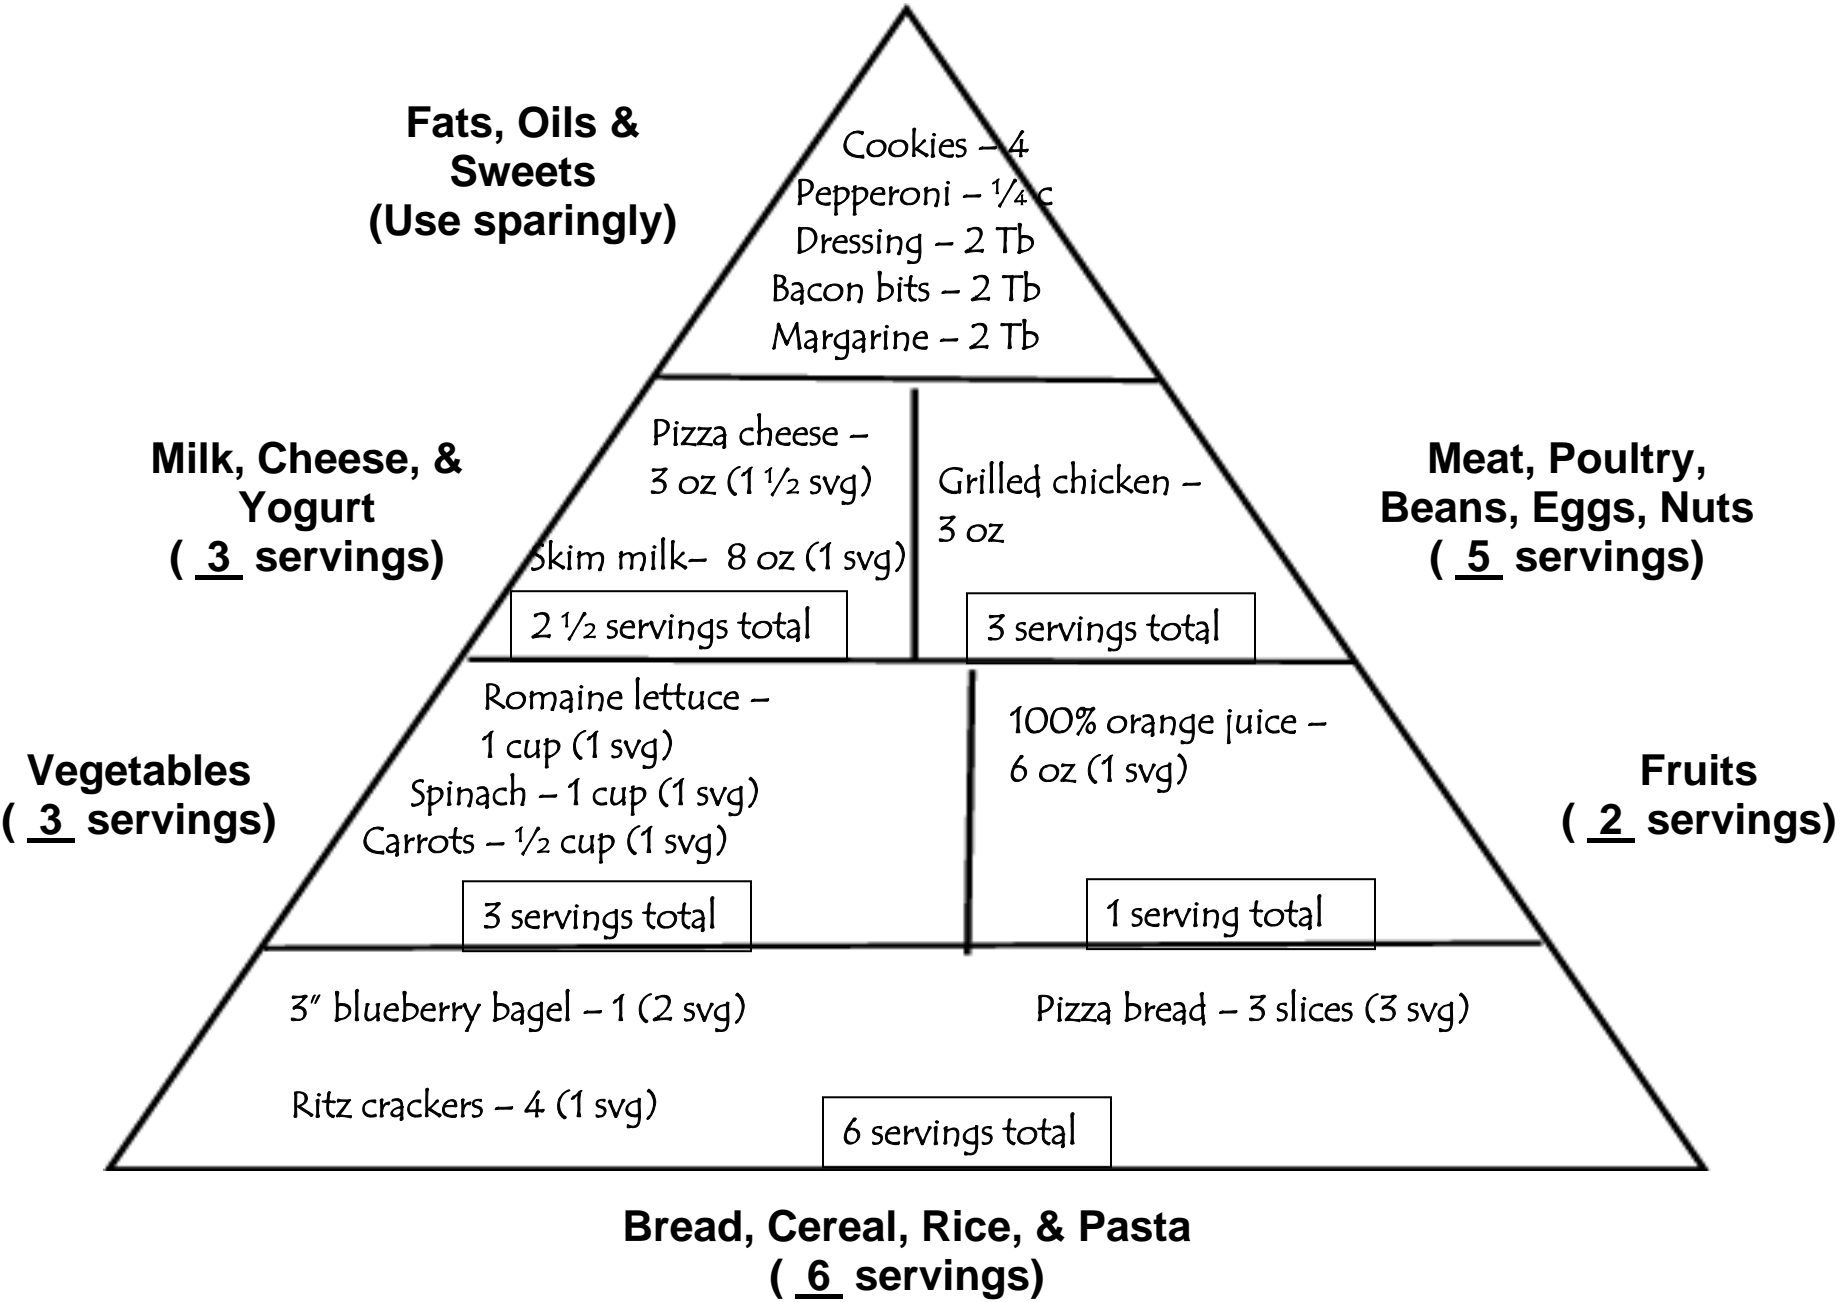 Fats, Oils &
Sweets
(Use sparingly)
Cookies – 4
Pepperoni – ¼ c
Dressing – 2 Tb
Bacon bits – 2 Tb
Margarine – 2 Tb
Milk, Cheese, &
Yogurt
( 3 servings)
Pizza cheese –
3 oz (1 ½ svg)
Skim milk– 8 oz (1 svg)
2 ½ servings total
Grilled chicken –
3 oz
3 servings total
Meat, Poultry,
Beans, Eggs, Nuts
( 5 servings)
Vegetables
( 3 servings)
Romaine lettuce –
1 cup (1 svg)
Spinach – 1 cup (1 svg)
Carrots – ½ cup (1 svg)
3 servings total
100% orange juice –
6 oz (1 svg)
1 serving total
Fruits
( 2 servings)
3” blueberry bagel – 1 (2 svg)
Pizza bread – 3 slices (3 svg)
Ritz crackers – 4 (1 svg)
6 servings total
Bread, Cereal, Rice, & Pasta
( 6 servings)